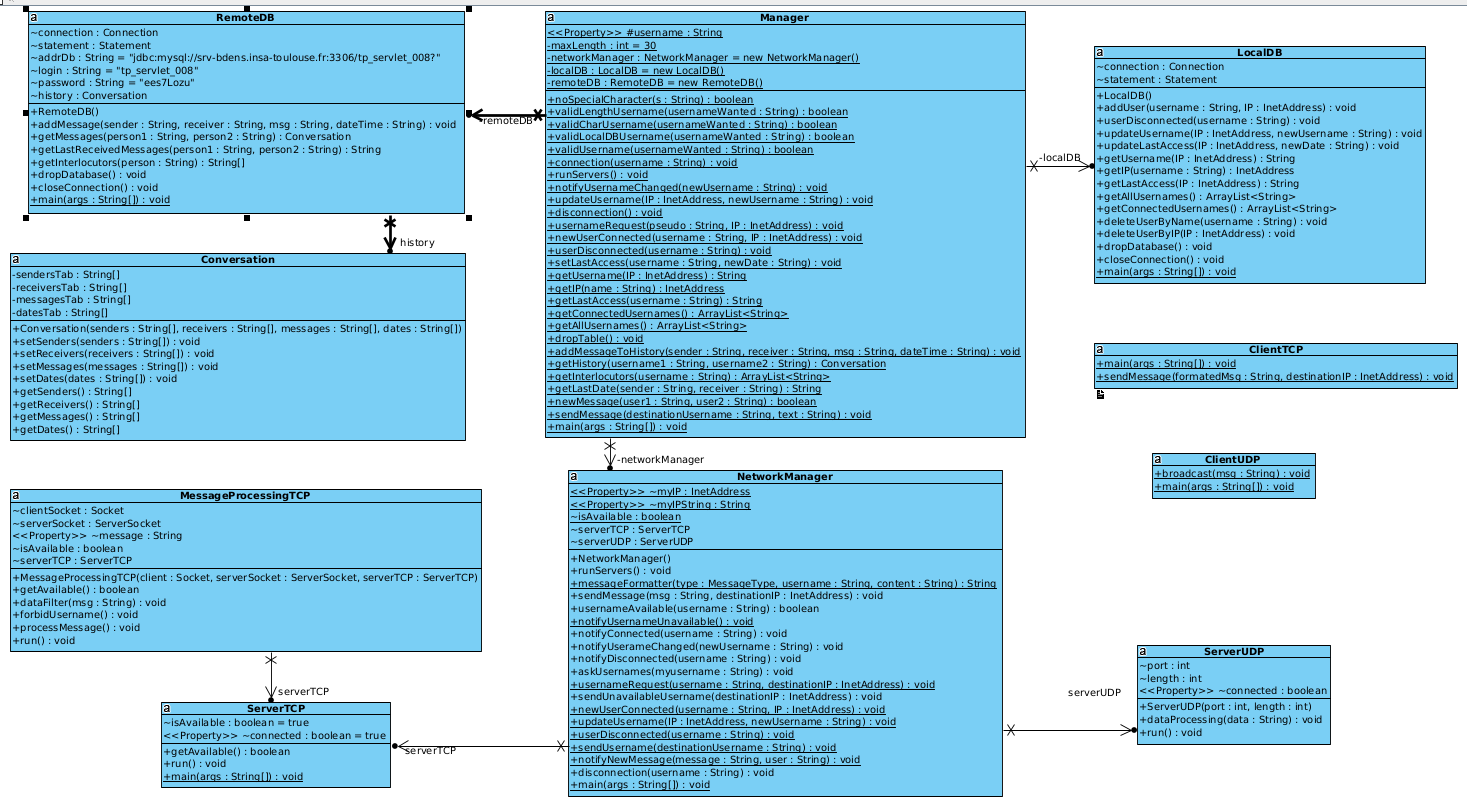 RemoteDB
~connection : Connection
~statement : Statement
~addrDb : String = "jdbc:mysql://srv-bdens.insa-toulouse.fr:3306/tp_servlet_008?"
~login : String = "tp_servlet_008"
~password : String = "ees7Lozu"
~history : Conversation
+RemoteDB()
+addMessage(sender : String, receiver : String, msg : String, dateTime : String) : void
+getMessages(person1 : String, person2 : String) : Conversation
+getLastReceivedMessages(person1 : String, person2 : String) : String
+getInterlocutors(person : String) : String[]
+dropDatabase() : void
+closeConnection() : void
+main(args : String[]) : void
remoteDB
history
Conversation
-sendersTab : String[]
-receiversTab : String[]
-messagesTab : String[]
-datesTab : String[]
+Conversation(senders : String[], receivers : String[], messages : String[], dates : String[])
+setSenders(senders : String[]) : void
+setReceivers(receivers : String[]) : void
+setMessages(messages : String[]) : void
+setDates(dates : String[]) : void
+getSenders() : String[]
+getReceivers() : String[]
+getMessages() : String[]
+getDates() : String[]
Manager
<<Property>> #username : String
-maxLength : int = 30
-networkManager : NetworkManager = new NetworkManager()
-localDB : LocalDB = new LocalDB()
-remoteDB : RemoteDB = new RemoteDB()
+noSpecialCharacter(s : String) : boolean
+validLengthUsername(usernameWanted : String) : boolean
+validCharUsername(usernameWanted : String) : boolean
+validLocalDBUsername(usernameWanted : String) : boolean
+validUsername(usernameWanted : String) : boolean
+connection(username : String) : void
+runServers() : void
+notifyUsernameChanged(newUsername : String) : void
+updateUsername(IP : InetAddress, newUsername : String) : void
+disconnection() : void
+usernameRequest(pseudo : String, IP : InetAddress) : void
+newUserConnected(username : String, IP : InetAddress) : void
+userDisconnected(username : String) : void
+setLastAccess(username : String, newDate : String) : void
+getUsername(IP : InetAddress) : String
+getIP(name : String) : InetAddress
+getLastAccess(username : String) : String
+getConnectedUsernames() : ArrayList<String>
+getAllUsernames() : ArrayList<String>
+dropTable() : void
+addMessageToHistory(sender : String, receiver : String, msg : String, dateTime : String) : void
+getHistory(username1 : String, username2 : String) : Conversation
+getInterlocutors(username : String) : ArrayList<String>
+getLastDate(sender : String, receiver : String) : String
+newMessage(user1 : String, user2 : String) : boolean
+sendMessage(destinationUsername : String, text : String) : void
+main(args : String[]) : void
-localDB
-networkManager
LocalDB
~connection : Connection
~statement : Statement
+LocalDB()
+addUser(username : String, IP : InetAddress) : void
+userDisconnected(username : String) : void
+updateUsername(IP : InetAddress, newUsername : String) : void
+updateLastAccess(IP : InetAddress, newDate : String) : void
+getUsername(IP : InetAddress) : String
+getIP(username : String) : InetAddress
+getLastAccess(IP : InetAddress) : String
+getAllUsernames() : ArrayList<String>
+getConnectedUsernames() : ArrayList<String>
+deleteUserByName(username : String) : void
+deleteUserByIP(IP : InetAddress) : void
+dropDatabase() : void
+closeConnection() : void
+main(args : String[]) : void
ClientTCP
+main(args : String[]) : void
+sendMessage(formatedMsg : String, destinationIP : InetAddress) : void
ClientUDP
+broadcast(msg : String) : void
+main(args : String[]) : void
MessageProcessingTCP
~clientSocket : Socket
~serverSocket : ServerSocket
<<Property>> ~message : String
~isAvailable : boolean
~serverTCP : ServerTCP
+MessageProcessingTCP(client : Socket, serverSocket : ServerSocket, serverTCP : ServerTCP)
+getAvailable() : boolean
+dataFilter(msg : String) : void
+forbidUsername() : void
+processMessage() : void
+run() : void
serverTCP
ServerTCP
~isAvailable : boolean = true
<<Property>> ~connected : boolean = true
+getAvailable() : boolean
+run() : void
+main(args : String[]) : void
serverTCP
NetworkManager
<<Property>> ~myIP : InetAddress
<<Property>> ~myIPString : String
~isAvailable : boolean
~serverTCP : ServerTCP
~serverUDP : ServerUDP
+NetworkManager()
+runServers() : void
+messageFormatter(type : MessageType, username : String, content : String) : String
+sendMessage(msg : String, destinationIP : InetAddress) : void
+usernameAvailable(username : String) : boolean
+notifyUsernameUnavailable() : void
+notifyConnected(username : String) : void
+notifyUserameChanged(newUsername : String) : void
+notifyDisconnected(username : String) : void
+askUsernames(myusername : String) : void
+usernameRequest(username : String, destinationIP : InetAddress) : void
+sendUnavailableUsername(destinationIP : InetAddress) : void
+newUserConnected(username : String, IP : InetAddress) : void
+updateUsername(IP : InetAddress, newUsername : String) : void
+userDisconnected(username : String) : void
+sendUsername(destinationUsername : String) : void
+notifyNewMessage(message : String, user : String) : void
+disconnection(username : String) : void
+main(args : String[]) : void
serverUDP
ServerUDP
~port : int
~length : int
<<Property>> ~connected : boolean
+ServerUDP(port : int, length : int)
+dataProcessing(data : String) : void
+run() : void